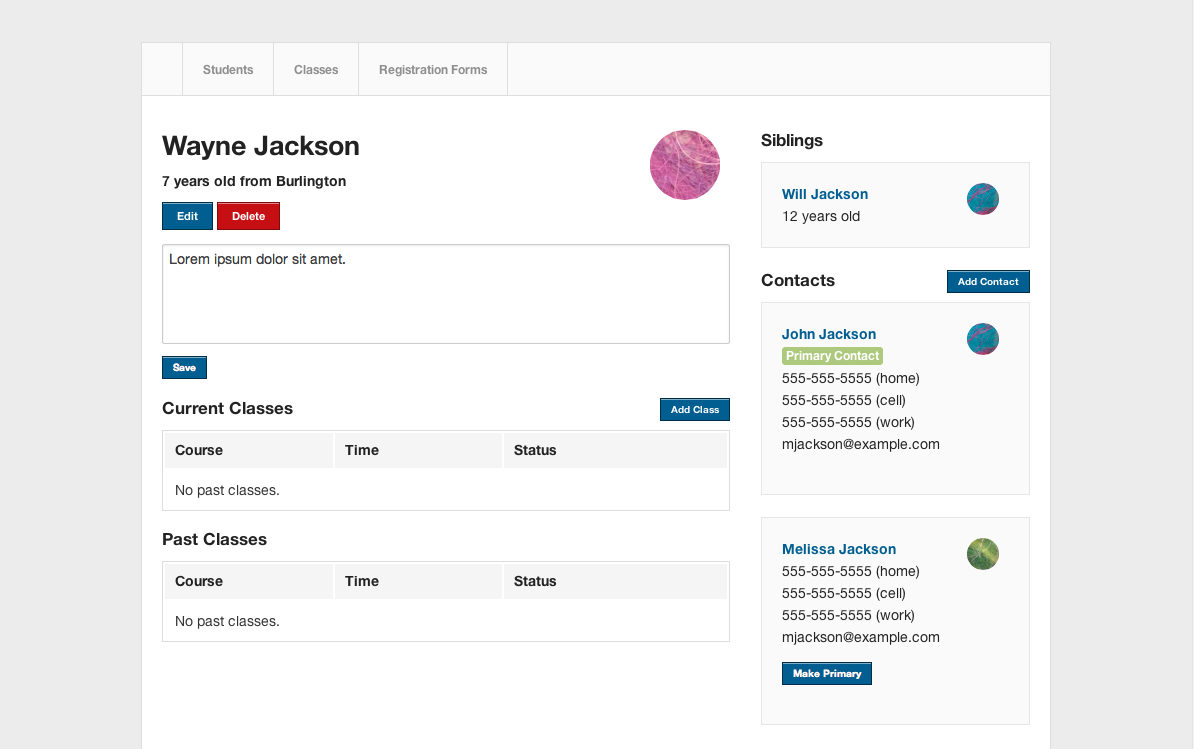 Students Classes Registration Forms
Wayne Jackson
7 years old from Burlington
Edit Delete
Lorem ipsum dolor sit amet.
Save
Current Classes Add Class
Course Time Status
No past classes.
Past Classes
Course Time Status
No past classes.
Siblings
Will Jackson
12 years old
Contacts Add Contact
John Jackson
Primary Contact
555-555-5555 (home)
555-555-5555 (cell)
555-555-5555 (work)
mjackson@example.com
Melissa Jackson
555-555-5555 (home)
555-555-5555 (cell)
555-555-5555 (work)
mjackson@example.com
Make Primary